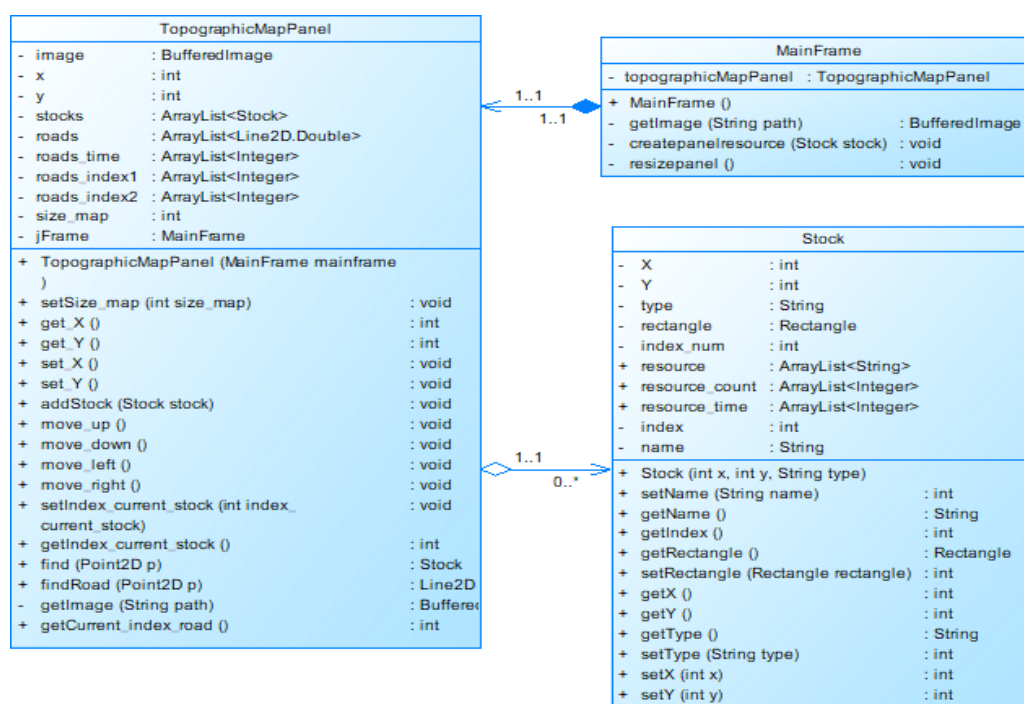 TopographicMapPanel
- image : BufferedImage
- x : int
- y : int
- stocks : ArrayList<Stock>
- roads : ArrayList<Line2D.Double>
- roads_time : ArrayList<Integer>
- roads_index1 : ArrayList<Integer>
- roads_index2 : ArrayList<Integer>
- size_map : int
- jFrame : MainFrame
+ TopographicMapPanel (MainFrame mainframe
)
+ setSize_map (int size_map) : void
+ get_X () : int
+ get_Y () : int
+ set_X () : void
+ set_Y () : void
+ addStock (Stock stock) : void
+ move_up () : void
+ move_down () : void
+ move_left () : void
+ move_right () : void
+ setIndex_current_stock (int index_ : void
current_stock)
+ getIndex_current_stock () : int
+ find (Point2D p) : Stock
+ findRoad (Point2D p) : Line2D
- getImage (String path) : Buffere
+ getCurrent_index_road () : int
1..1
1..1
MainFrame
- topographicMapPanel : TopographicMapPanel
+ MainFrame ()
- getImage (String path) : BufferedImage
- createpanelresource (Stock stock) : void
- resizepanel () : void
1..1
0..*
Stock
- X : int
- Y : int
- type : String
- rectangle : Rectangle
- index_num : int
+ resource : ArrayList<String>
+ resource_count : ArrayList<Integer>
+ resource_time : ArrayList<Integer>
- index : int
- name : String
+ Stock (int x, int y, String type)
+ setName (String name) : int
+ getName () : String
+ getIndex () : int
+ getRectangle () : Rectangle
+ setRectangle (Rectangle rectangle) : int
+ getX () : int
+ getY () : int
+ getType () : String
+ setType (String type) : int
+ setX (int x) : int
+ setY (int y) : int